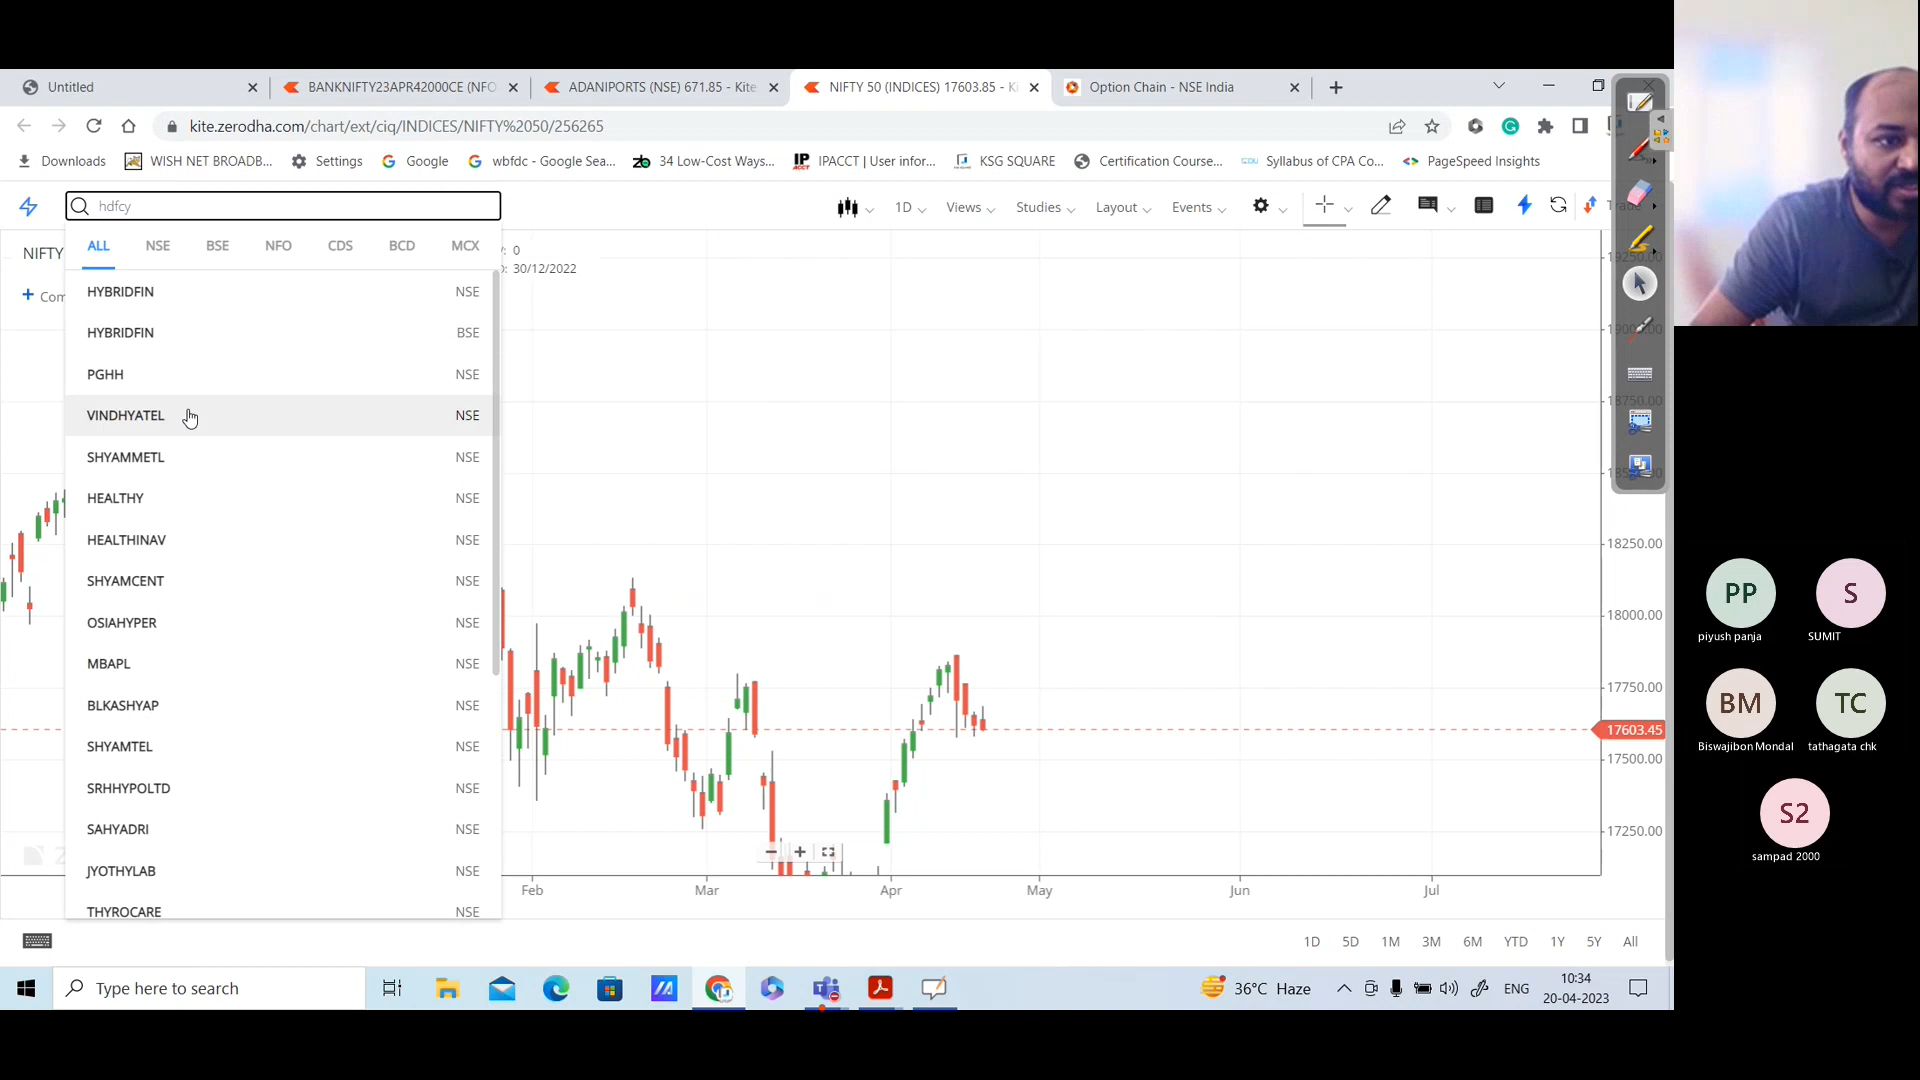 Untitled
BANKNIFTY23APR42000CE (NFO
ADANIPORTS (NSE) 671.85 - Kite
NIFTY 50 (INDICES) 17603.85 - Ki
Option Chain - NSE India
kite.zerodha.com/chart/ext/ciq/INDICES/NIFTY%2050/256265
Downloads
WISH NET BROADB...
Settings
Google
wbfdc - Google Sea...
34 Low-Cost Ways...
IPACCT | User infor...
KSG SQUARE
Certification Course...
Syllabus of CPA Co...
PageSpeed Insights
hdfcy
1D
Views
Studies
Layout
Events
ALL NSE BSE NFO CDS BCD MCX
NIFTY
0
30/12/2022
+ Com
HYBRIDFIN NSE
HYBRIDFIN BSE
PGHH NSE
VINDHYATEL NSE
SHYAMMETL NSE
HEALTHY NSE
HEALTHINAV NSE
SHYAMCENT NSE
OSIAHYPER NSE
MBAPL NSE
BLKASHYAP NSE
SHYAMTEL NSE
SRHHYPOLTD NSE
SAHYADRI NSE
JYOTHYLAB NSE
THYROCARE NSE
19250.00
18750.00
18250.00
18000.00
17750.00
17603.45
17500.00
17250.00
Feb Mar Apr May Jun Jul
1D 5D 1M 3M 6M YTD 1Y 5Y All
Type here to search
36°C Haze
ENG
10:34
20-04-2023
PP
piyush panja
S
SUMIT
BM
Biswajibon Mondal
TC
tathagata chk
S2
sampad 2000